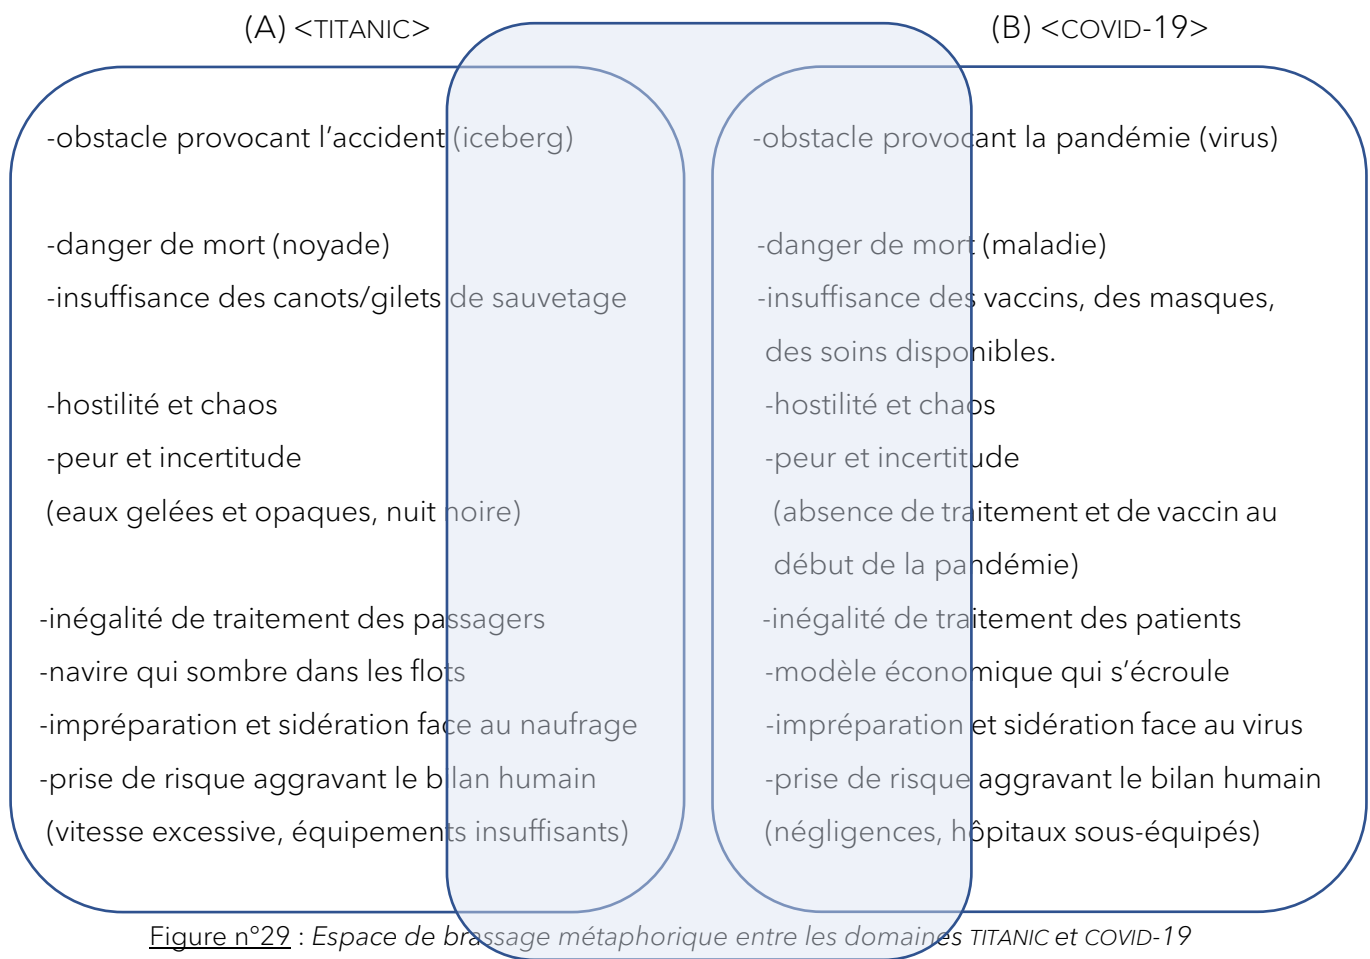 (A) <TITANIC>
(B) <COVID-19>
-obstacle provocant l'accident (iceberg)
-danger de mort (noyade)
-insuffisance des canots/gilets de sauvetage
-hostilité et chaos
-peur et incertitude
(eaux gelées et opaques, nuit noire)
-inégalité de traitement des passagers
-navire qui sombre dans les flots
-impréparation et sidération face au naufrage
-prise de risque aggravant le bilan humain
(vitesse excessive, équipements insuffisants)
-obstacle provocant la pandémie (virus)
-danger de mort (maladie)
-insuffisance des vaccins, des masques,
des soins disponibles.
-hostilité et chaos
-peur et incertitude
(absence de traitement et de vaccin au
début de la pandémie)
-inégalité de traitement des patients
-modèle économique qui s'écroule
-impréparation et sidération face au virus
-prise de risque aggravant le bilan humain
(négligences, hôpitaux sous-équipés)
Figure n°29 : Espace de brassage métaphorique entre les domaines TITANIC et COVID-19